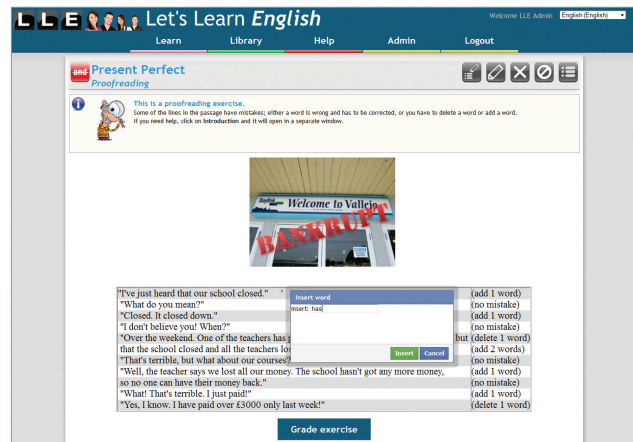 LLE Let's Learn English
Welcome LLE Admin English (English)
Learn Library Help Admin Logout
and Present Perfect
Proofreading
This is a proofreading exercise.
Some of the lines in the passage have mistakes; either a word is wrong and has to be corrected, or you have to delete a word or add a word.
If you need help, click on Introduction and it will open in a separate window.
Baylink Welcome to Vallejo
BANKRUPT
"I've just heard that our school closed." (add 1 word)
"What do you mean?" (no mistake)
"Closed. It closed down." (add 1 word)
"I don't believe you! When?" (no mistake)
"Over the weekend. One of the teachers has but (delete 1 word)
that the school closed and all the teachers (add 2 words)
"That's terrible, but what about our courses? (no mistake)
"Well, the teacher says we lost all our money. The school hasn't got any more money, (add 1 word)
so no one can have their money back." (no mistake)
"What! That's terrible. I just paid!" (add 1 word)
"Yes, I know. I have paid over £3000 only last week!" (delete 1 word)
Insert word
Insert: has
Insert Cancel
Grade exercise